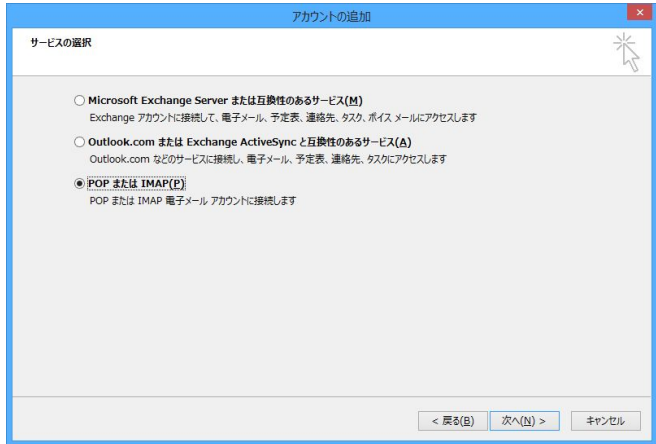 アカウントの追加
サービスの選択
Microsoft Exchange Server または互換性のあるサービス(M)
Exchange アカウントに接続して、電子メール、予定表、連絡先、タスク、ボイス メールにアクセスします
Outlook.com または Exchange ActiveSync と互換性のあるサービス(A)
Outlook.com などのサービスに接続し、電子メール、予定表、連絡先、タスクにアクセスします
POP または IMAP(P)
POP または IMAP 電子メール アカウントに接続します
< 戻る(B) 次へ(N) > キャンセル